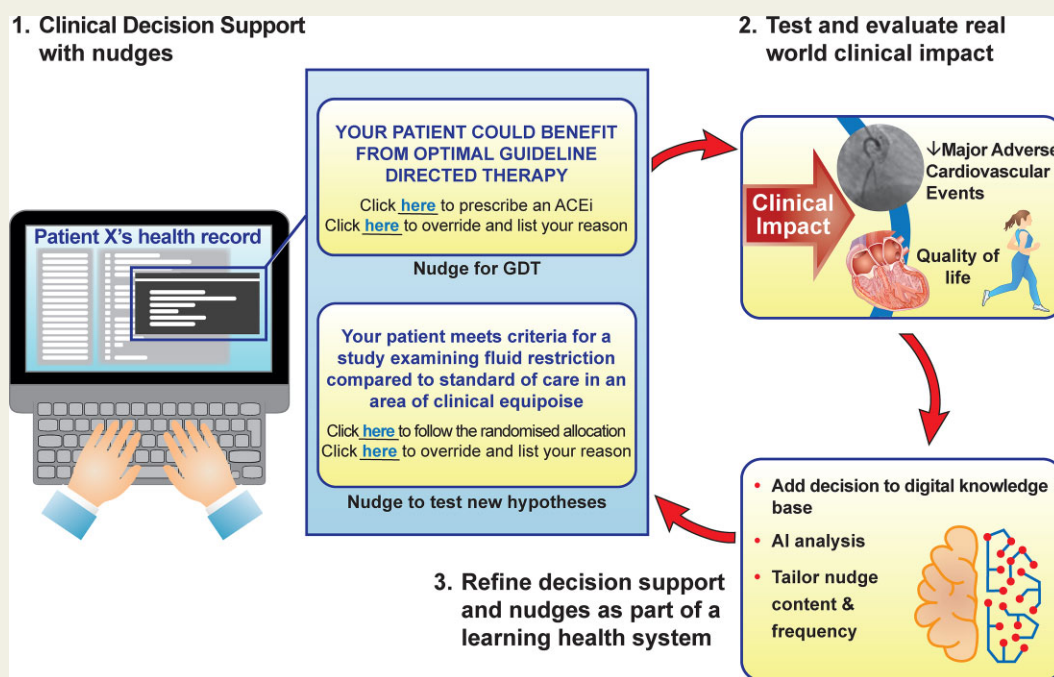 1. Clinical Decision Support
with nudges
Patient X's health record
YOUR PATIENT COULD BENEFIT
FROM OPTIMAL GUIDELINE
DIRECTED THERAPY
Click here to prescribe an ACEi
Click here to override and list your reason
Nudge for GDT
Your patient meets criteria for a
study examining fluid restriction
compared to standard of care in an
area of clinical equipoise
Click here to follow the randomised allocation
Click here to override and list your reason
Nudge to test new hypotheses
2. Test and evaluate real
world clinical impact
Clinical
Impact
↓Major Adverse
Cardiovascular
Events
Quality of
life
3. Refine decision support
and nudges as part of a
learning health system
• Add decision to digital knowledge
base
• AI analysis
• Tailor nudge
content &
frequency